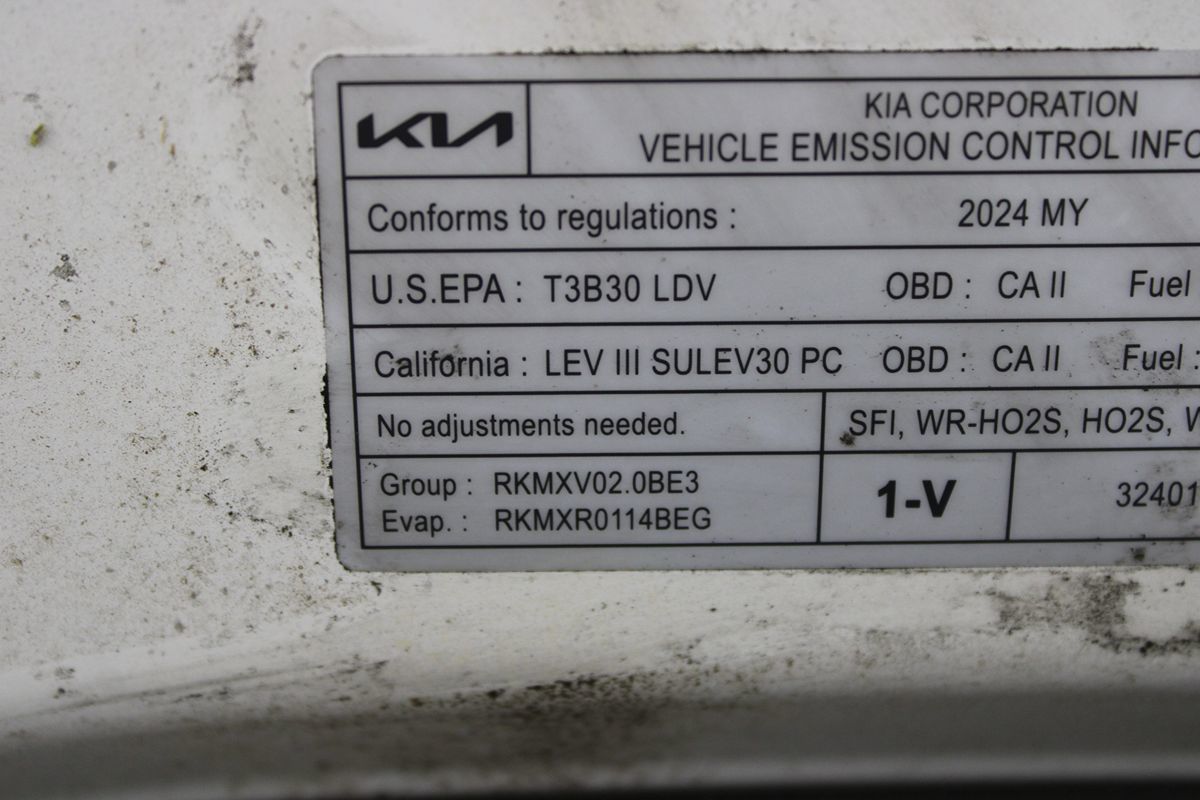 KIA
KIA CORPORATION
VEHICLE EMISSION CONTROL
Conforms to regulations : 2024 MY
U.S.EPA : T3B30 LDV OBD : CA II Fuel
California : LEV III SULEV30 PC OBD : CA II Fuel :
No adjustments needed. SFI, WR-HO2S, HO2S,
Group : RKMXV02.0BE3
Evap. : RKMXR0114BEG
1-V
32401